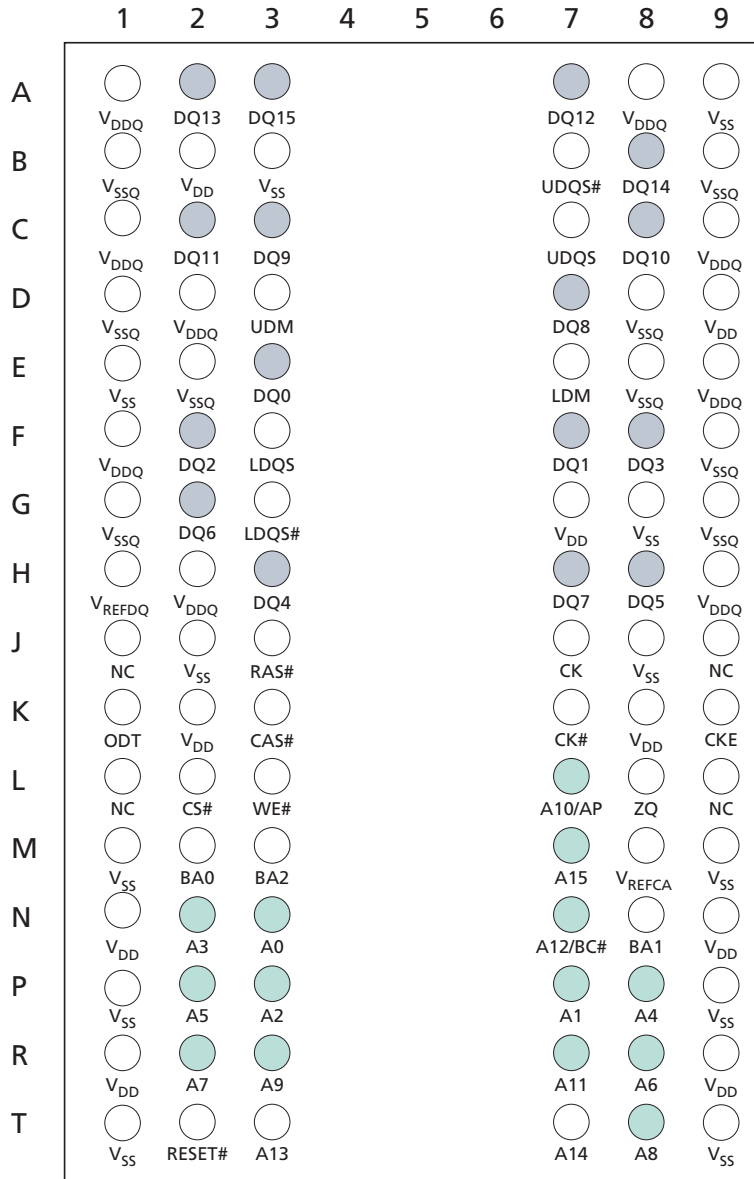 1 2 3 4 5 6 7 8 9
A
VDDQ DQ13 DQ15 DQ12 VDDQ VSS
B
VSSQ VDD VSS UDQS# DQ14 VSSQ
C
VDDQ DQ11 DQ9 UDQS DQ10 VDDQ
D
VSSQ VDDQ UDM DQ8 VSSQ VDD
E
VSS VSSQ DQ0 LDM VSSQ VDDQ
F
VDDQ DQ2 LDQS DQ1 DQ3 VSSQ
G
VSSQ DQ6 LDQS# VDD VSS VSSQ
H
VREFDQ VDDQ DQ4 DQ7 DQ5 VDDQ
J
NC VSS RAS# CK VSS NC
K
ODT VDD CAS# CK# VDD CKE
L
NC CS# WE# A10/AP ZQ NC
M
VSS BA0 BA2 A15 VREFCA VSS
N
VDD A3 A0 A12/BC# BA1 VDD
P
VSS A5 A2 A1 A4 VSS
R
VDD A7 A9 A11 A6 VDD
T
VSS RESET# A13 A14 A8 VSS